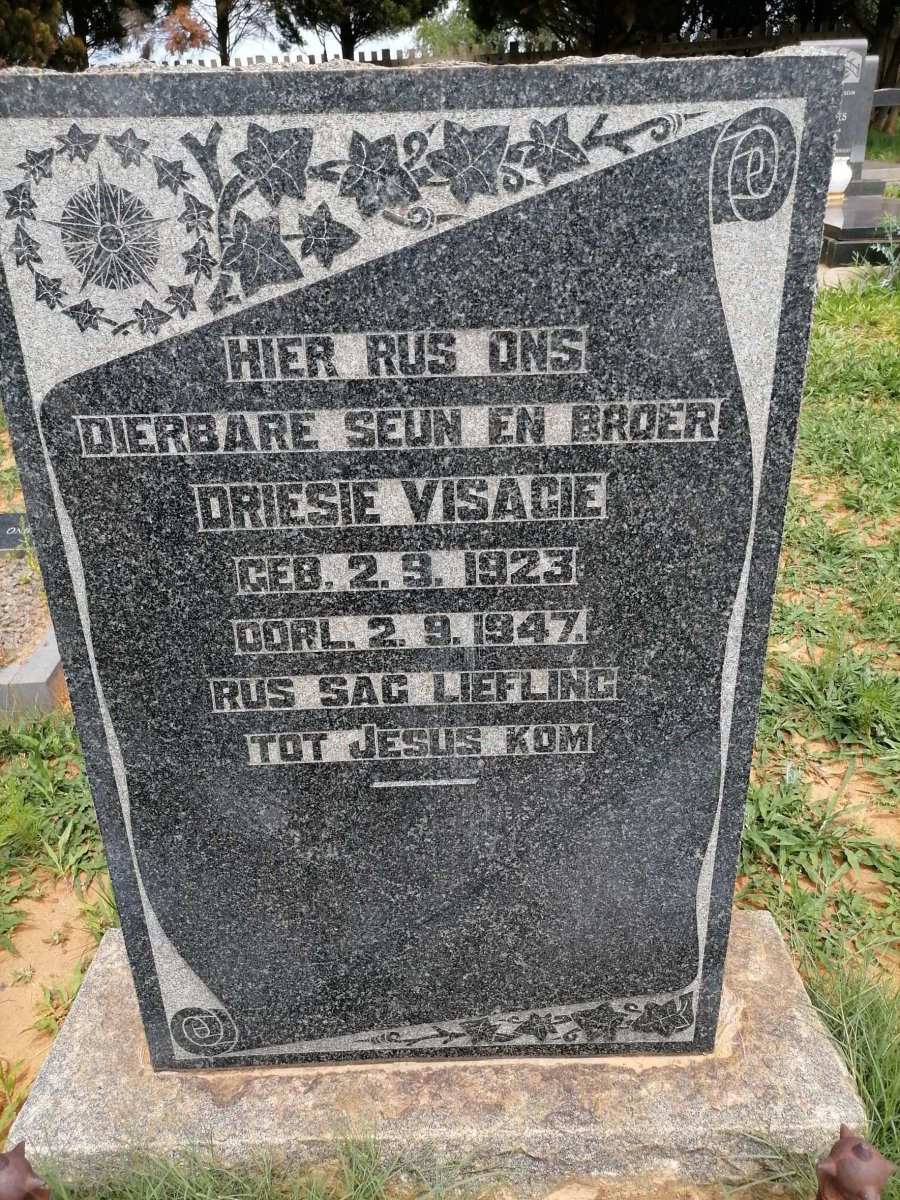 HIER RUS ONS
DIERBARE SEUN EN BROER
DRIESIE VISAGIE
GEB. 2. 9. 1923
OORL. 2. 9. 1947.
RUS SAG LIEFLING
TOT JESUS KOM